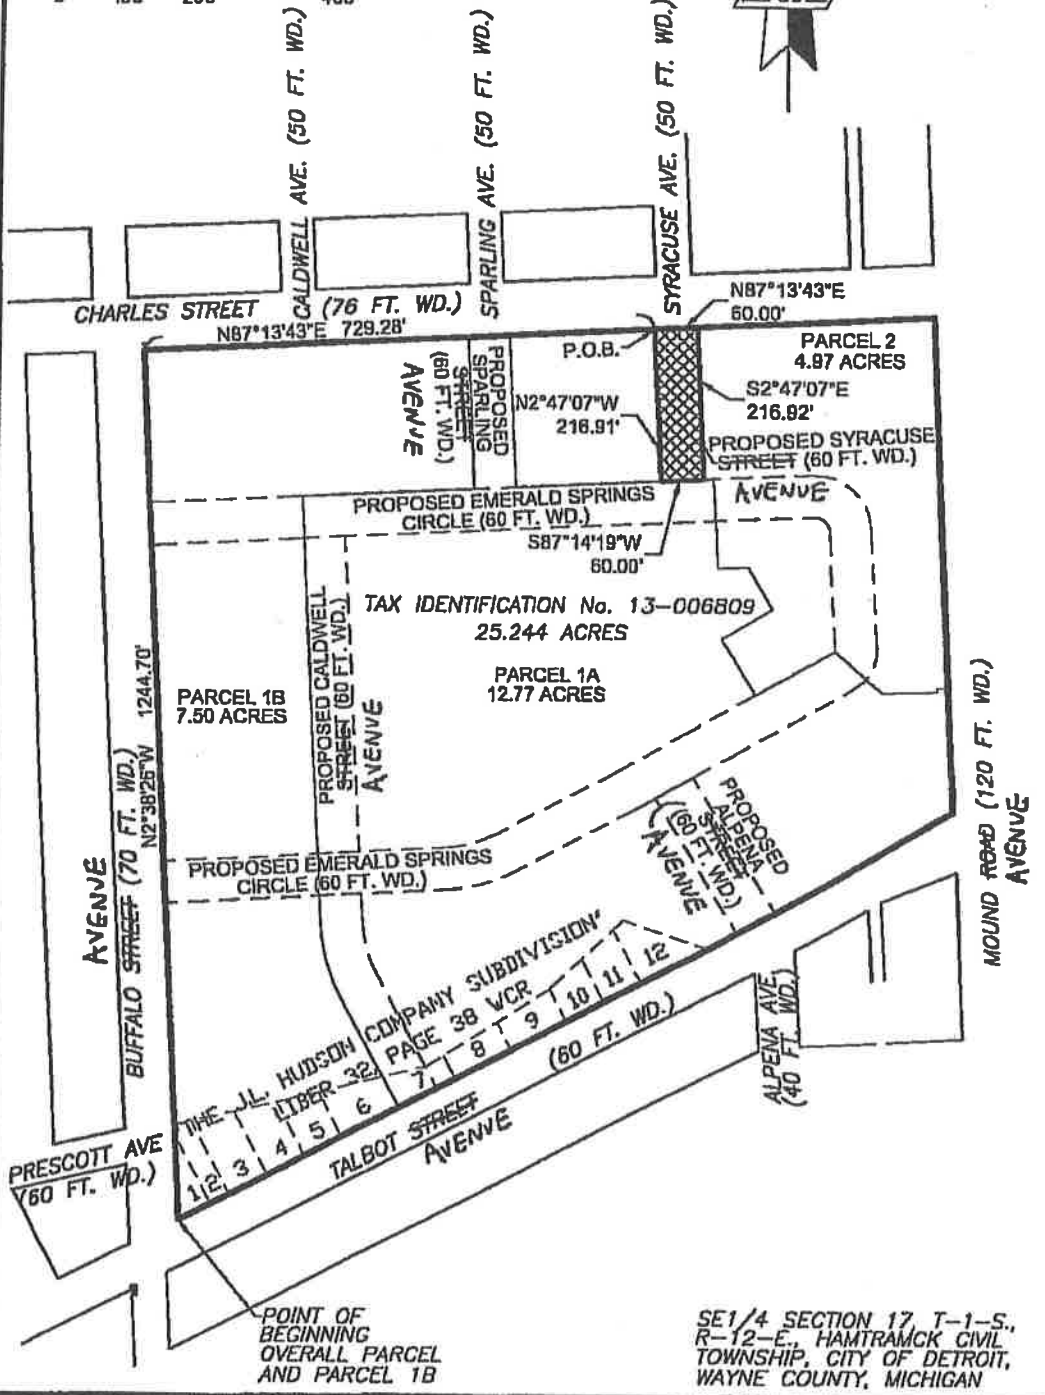 CALDWELL AVE. (50 FT. WD.)
SPARLING AVE. (50 FT. WD.)
SYRACUSE AVE. (50 FT. WD.)
CHARLES STREET (76 FT. WD.)
N87°13'43"E 729.28'
N87°13'43"E
60.00'
P.O.B.
PARCEL 2
4.97 ACRES
PROPOSED
SPARLING
STREET
(60 FT. WD.)
AVENUE
N2°47'07"W
216.91'
S2°47'07"E
216.92'
PROPOSED SYRACUSE
STREET (60 FT. WD.)
AVENUE
PROPOSED EMERALD SPRINGS
CIRCLE (60 FT. WD.)
S87°14'19"W
60.00'
TAX IDENTIFICATION No. 13-006809
25.244 ACRES
PARCEL 1B
7.50 ACRES
PROPOSED CALDWELL
STREET (60 FT. WD.)
AVENUE
PARCEL 1A
12.77 ACRES
AVENUE
BUFFALO STREET (70 FT. WD.)
N2°38'26"W 1244.70'
MOUND ROAD (120 FT. WD.)
AVENUE
PROPOSED EMERALD SPRINGS
CIRCLE (60 FT. WD.)
PROPOSED
ALPENA
STREET
(60 FT. WD.)
AVENUE
THE J.L. HUDSON COMPANY SUBDIVISION"
LIBER 32, PAGE 38 WCR
1 2 3 4 5 6 7 8 9 10 11 12
TALBOT STREET (60 FT. WD.)
AVENUE
ALPENA AVE.
(40 FT. WD.)
PRESCOTT AVE
(60 FT. WD.)
POINT OF
BEGINNING
OVERALL PARCEL
AND PARCEL 1B
SE1/4 SECTION 17, T-1-S.,
R-12-E., HAMTRAMCK CIVIL
TOWNSHIP, CITY OF DETROIT,
WAYNE COUNTY, MICHIGAN